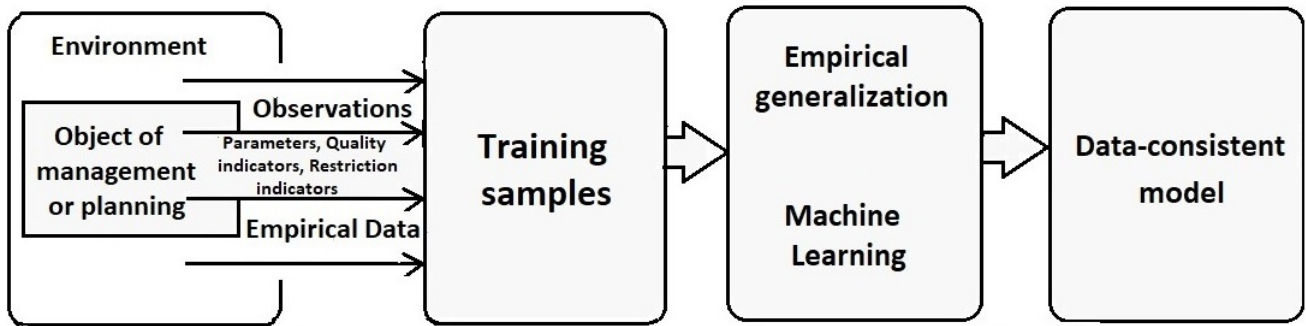 Environment
Object of
management
or planning
Observations
Parameters, Quality
indicators, Restriction
indicators
Empirical Data
Training
samples
Empirical
generalization
Machine
Learning
Data-consistent
model